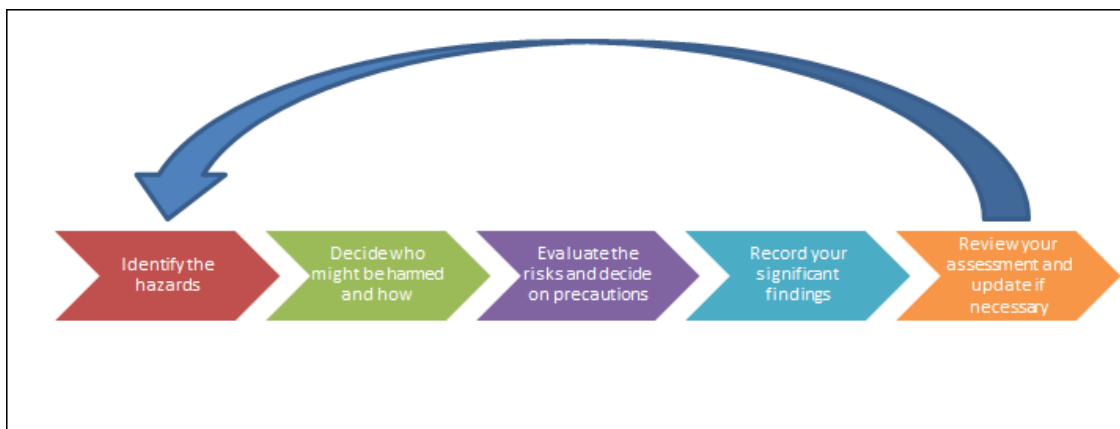 Identify the
hazards
Decide who
might be harmed
and how
Evaluate the
risks and decide
on precautions
Record your
significant
findings
Review your
assessment and
update if
necessary